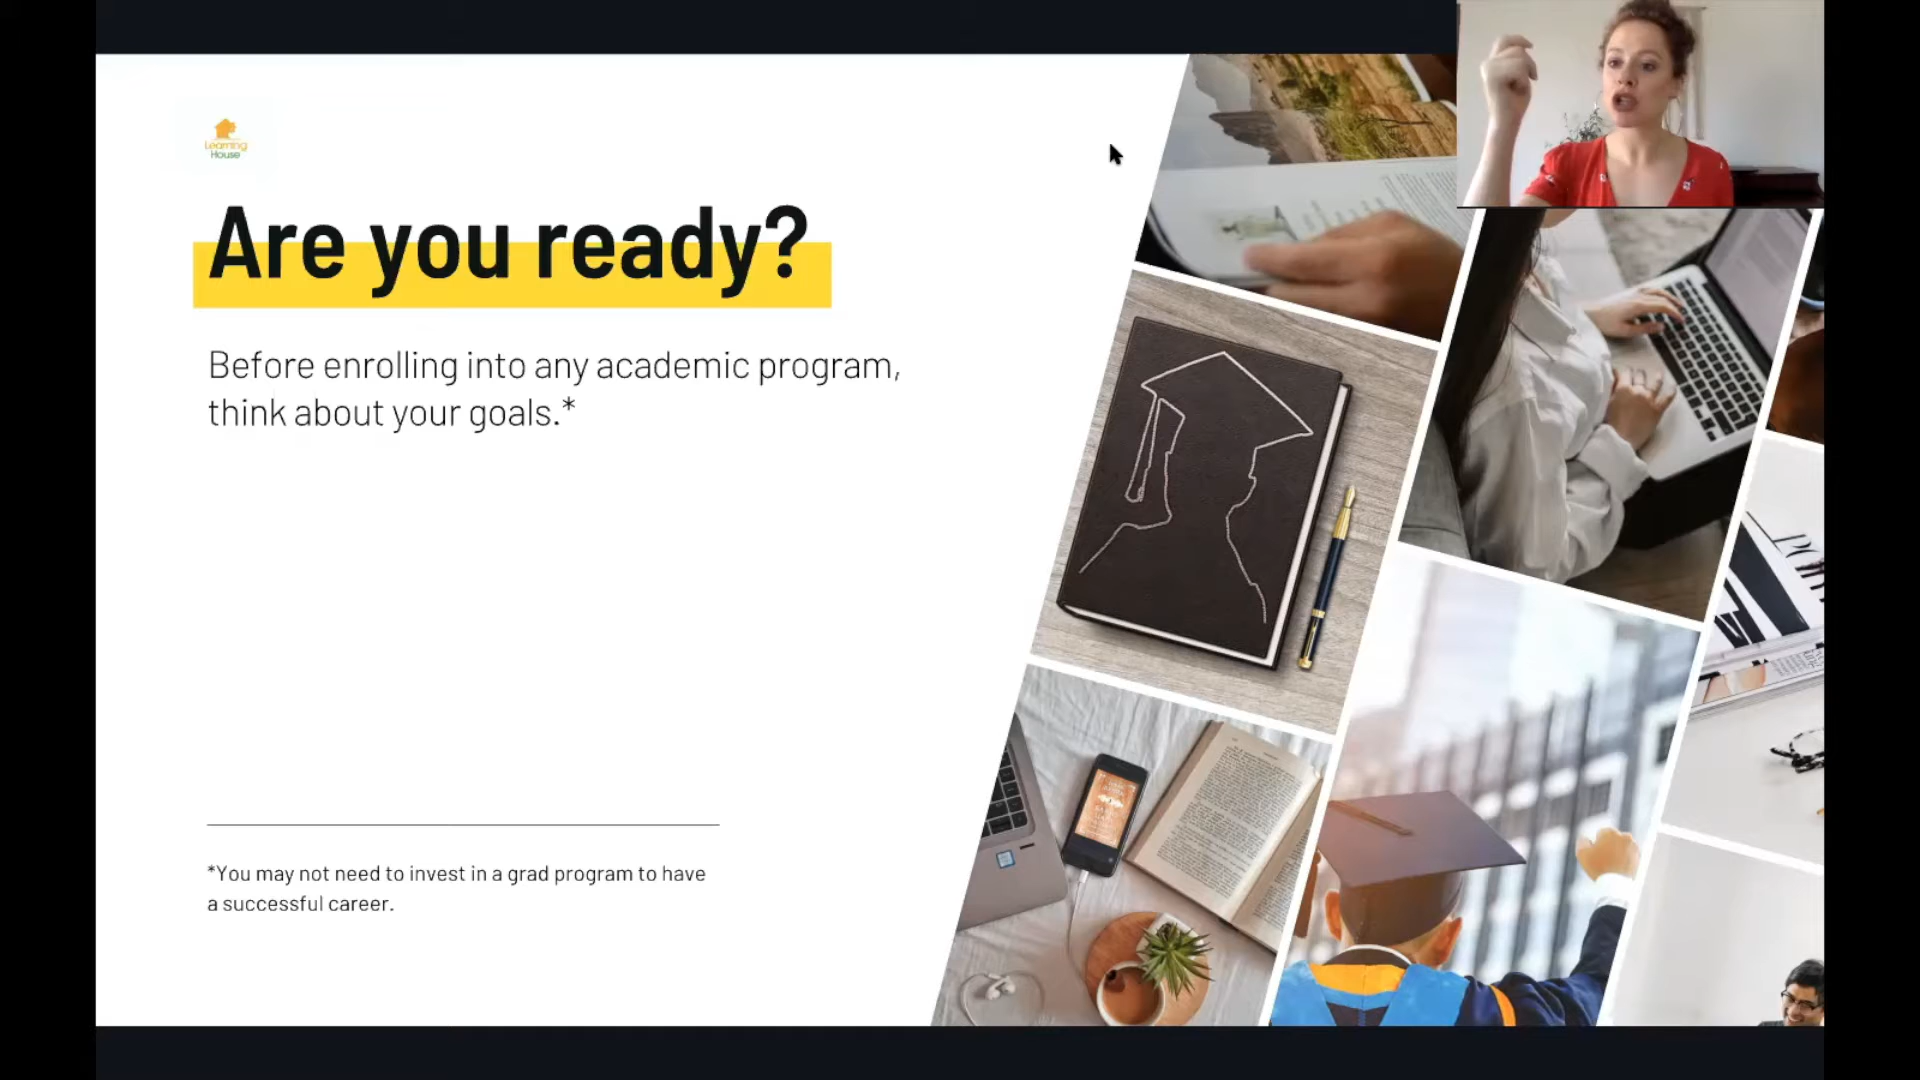 Learning
House
Are you ready?
Before enrolling into any academic program,
think about your goals.*
*You may not need to invest in a grad program to have
a successful career.